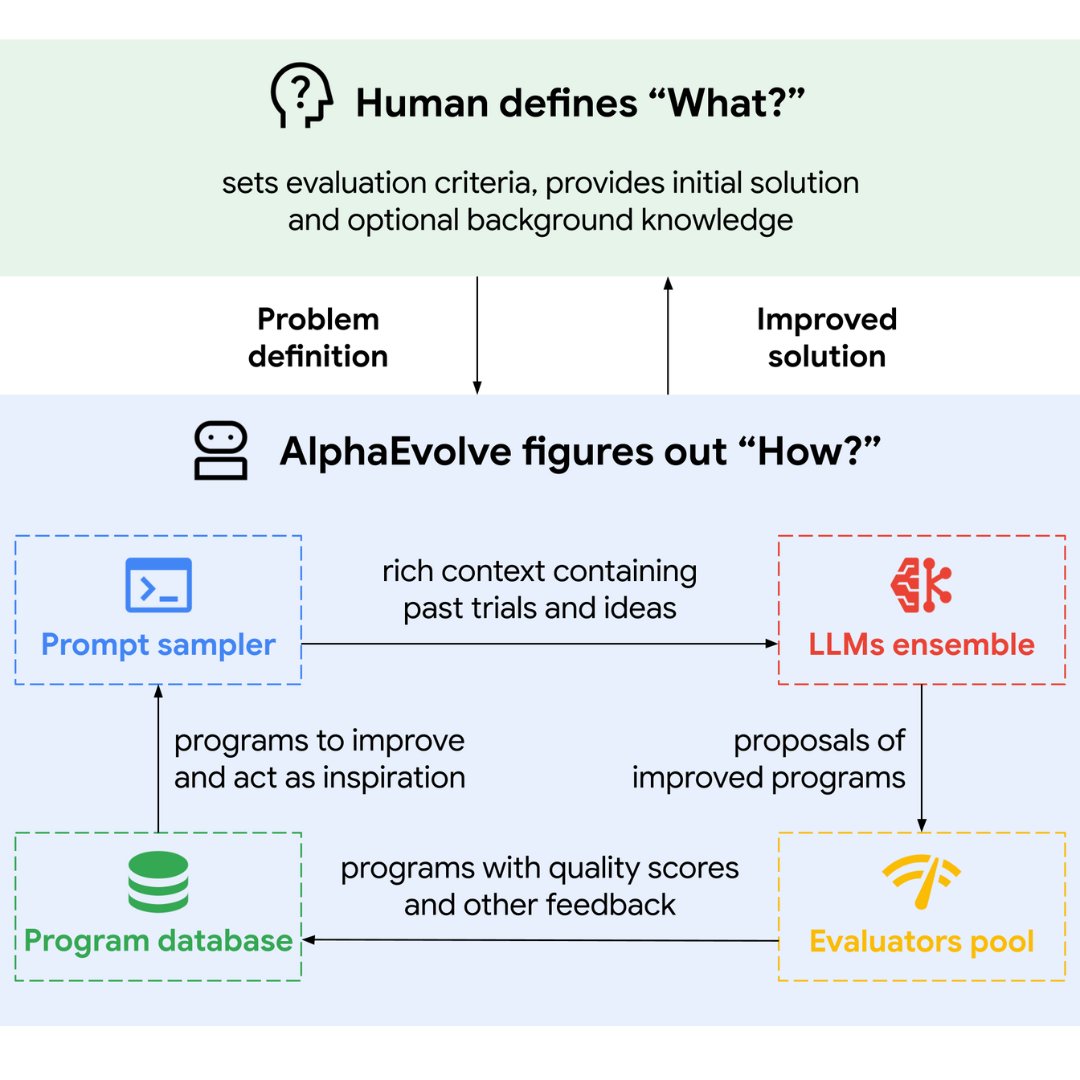 Human defines “What?”
sets evaluation criteria, provides initial solution
and optional background knowledge
Problem
definition
Improved
solution
AlphaEvolve figures out “How?”
Prompt sampler
rich context containing
past trials and ideas
LLMs ensemble
programs to improve
and act as inspiration
proposals of
improved programs
Program database
programs with quality scores
and other feedback
Evaluators pool